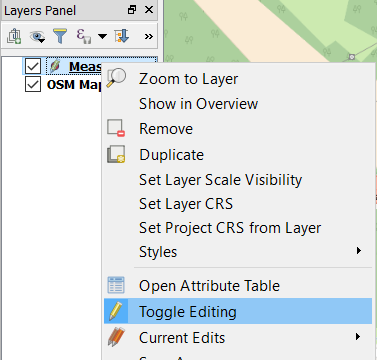 Layers Panel
Meas
OSM Map
Zoom to Layer
Show in Overview
Remove
Duplicate
Set Layer Scale Visibility
Set Layer CRS
Set Project CRS from Layer
Styles
Open Attribute Table
Toggle Editing
Current Edits